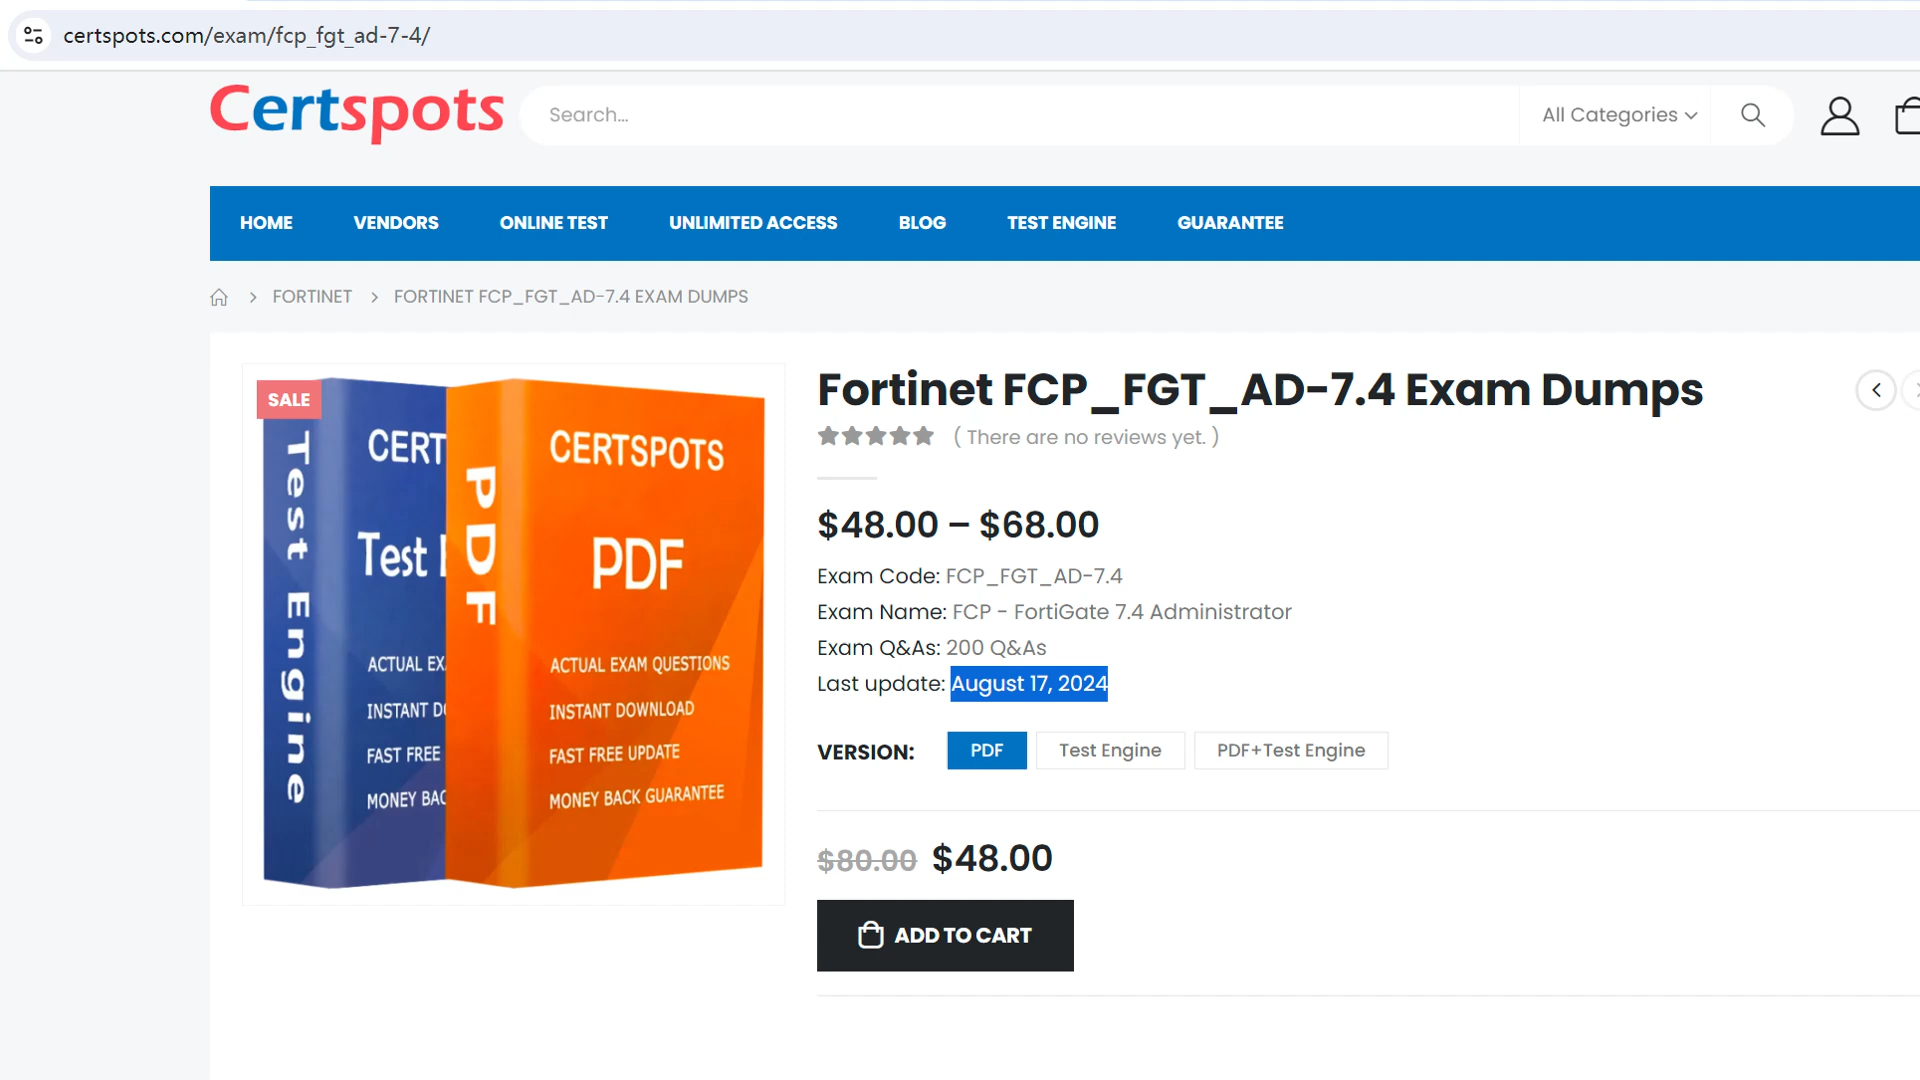 certspots.com/exam/fcp_fgt_ad-7-4/
Certspots
Search...
All Categories
HOME
VENDORS
ONLINE TEST
UNLIMITED ACCESS
BLOG
TEST ENGINE
GUARANTEE
FORTINET
FORTINET FCP_FGT_AD-7.4 EXAM DUMPS
SALE
Test Engine
CERT
Test
ACTUAL EX
INSTANT D
FAST FREE
MONEY BAC
PDF
CERTSPOTS
PDF
ACTUAL EXAM QUESTIONS
INSTANT DOWNLOAD
FAST FREE UPDATE
MONEY BACK GUARANTEE
Fortinet FCP_FGT_AD-7.4 Exam Dumps
( There are no reviews yet. )
$48.00 – $68.00
Exam Code: FCP_FGT_AD-7.4
Exam Name: FCP - FortiGate 7.4 Administrator
Exam Q&As: 200 Q&As
Last update: August 17, 2024
VERSION:
PDF
Test Engine
PDF+Test Engine
$80.00 $48.00
ADD TO CART